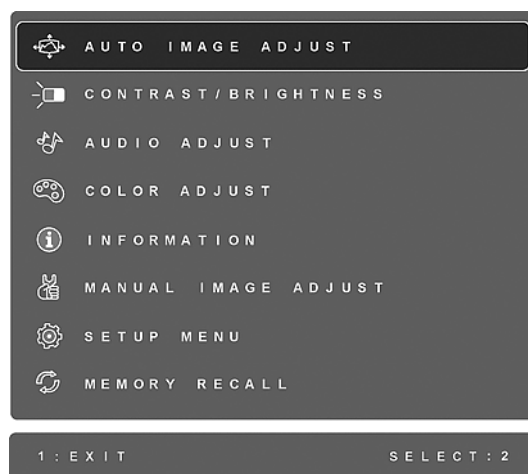 AUTO IMAGE ADJUST
CONTRAST/BRIGHTNESS
AUDIO ADJUST
COLOR ADJUST
INFORMATION
MANUAL IMAGE ADJUST
SETUP MENU
MEMORY RECALL
1:EXIT SELECT:2